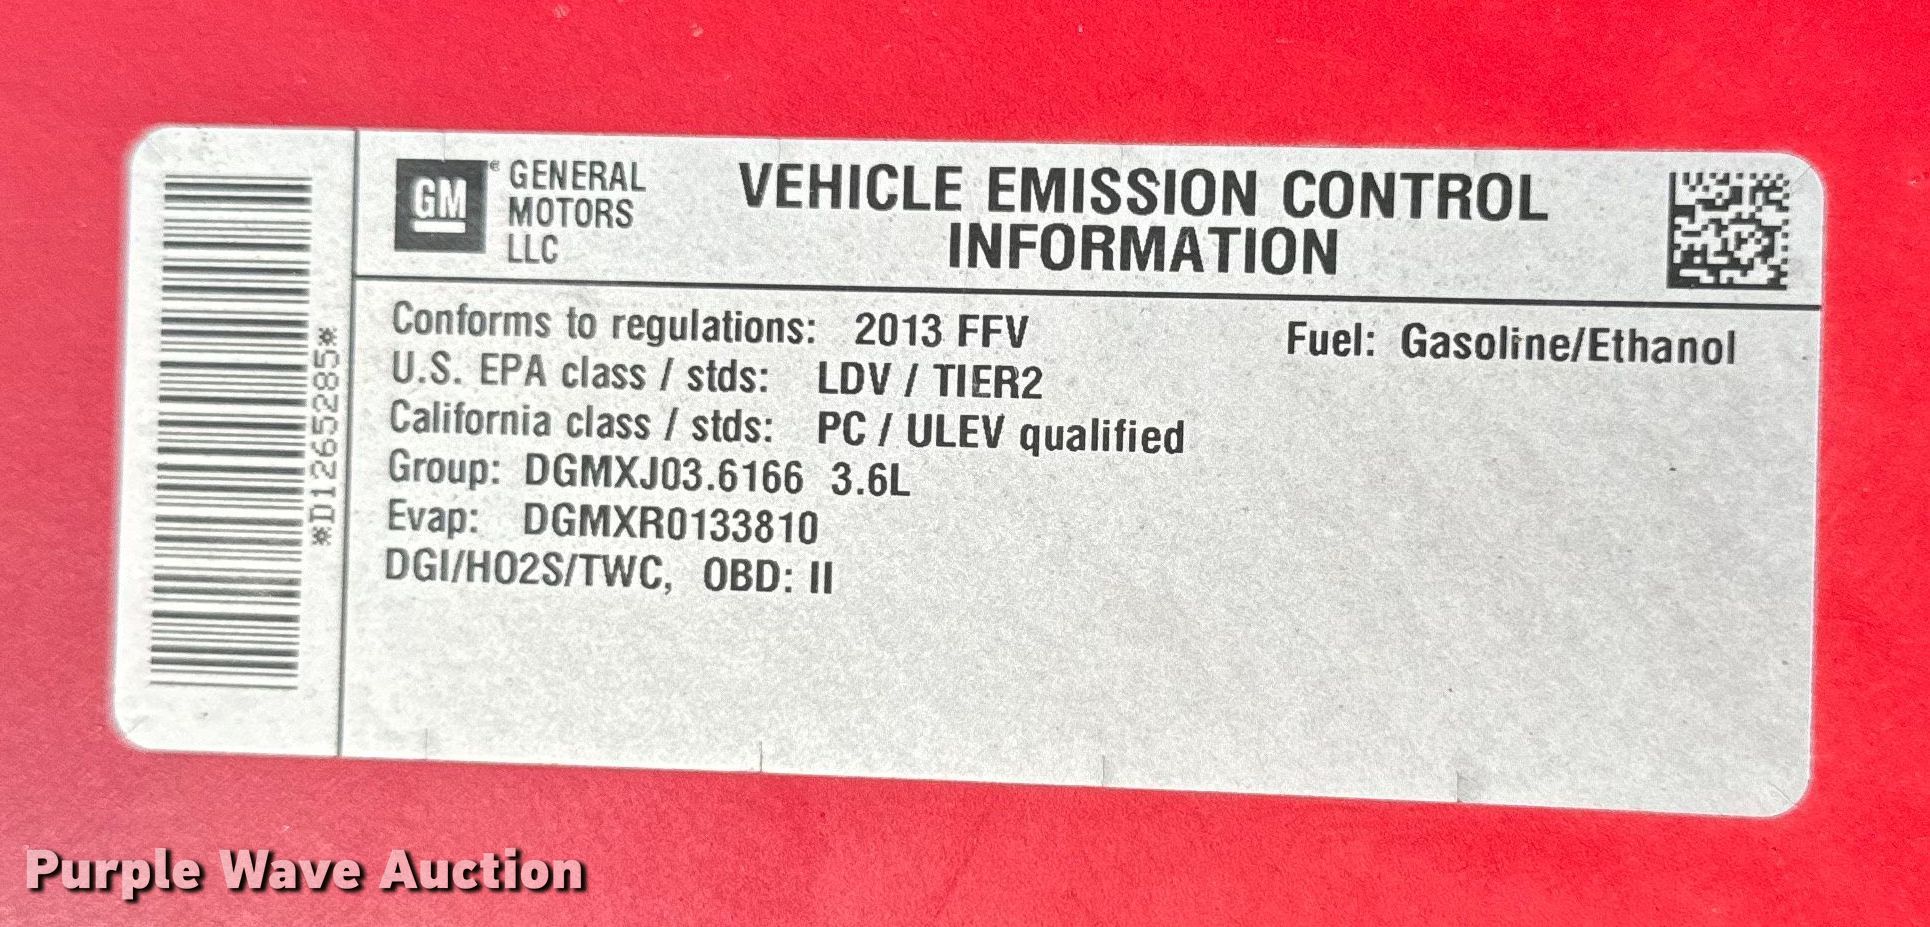 *D12652285*
GM
GENERAL
MOTORS
LLC
VEHICLE EMISSION CONTROL
INFORMATION
Conforms to regulations: 2013 FFV
Fuel: Gasoline/Ethanol
U.S. EPA class / stds: LDV / TIER2
California class / stds: PC / ULEV qualified
Group: DGMXJ03.6166 3.6L
Evap: DGMXR0133810
DGI/HO2S/TWC, OBD: II
Purple Wave Auction